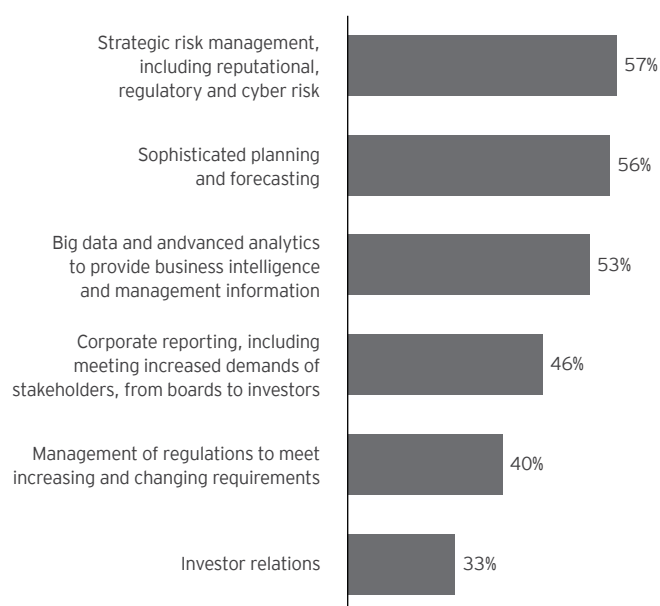 Strategic risk management,
including reputational,
regulatory and cyber risk
57%
Sophisticated planning
and forecasting
56%
Big data and andvanced analytics
to provide business intelligence
and management information
53%
Corporate reporting, including
meeting increased demands of
stakeholders, from boards to investors
46%
Management of regulations to meet
increasing and changing requirements
40%
Investor relations
33%